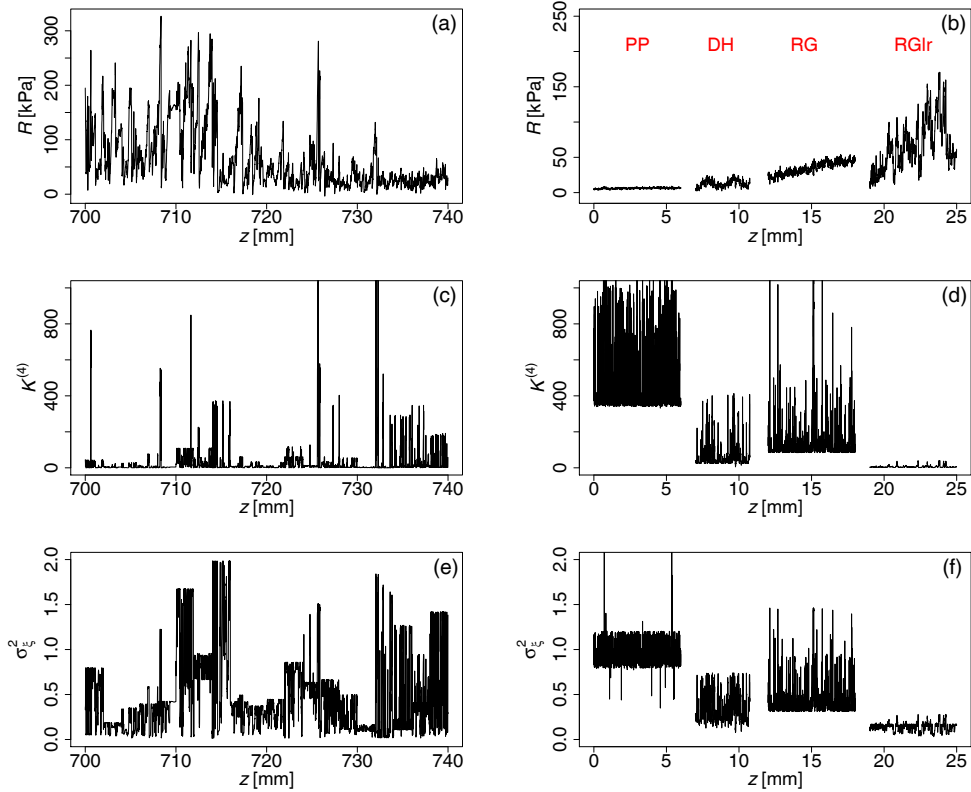 (a)
R [kPa]
300
200
100
0
700 710 720 730 740
z [mm]
(b)
PP DH RG RGlr
R [kPa]
250
150
50
0
0 5 10 15 20 25
z [mm]
(c)
K⁽⁴⁾
800
400
0
700 710 720 730 740
z [mm]
(d)
K⁽⁴⁾
800
400
0
0 5 10 15 20 25
z [mm]
(e)
σ²ξ
2.0
1.5
1.0
0.5
0.0
700 710 720 730 740
z [mm]
(f)
σ²ξ
2.0
1.5
1.0
0.5
0.0
0 5 10 15 20 25
z [mm]